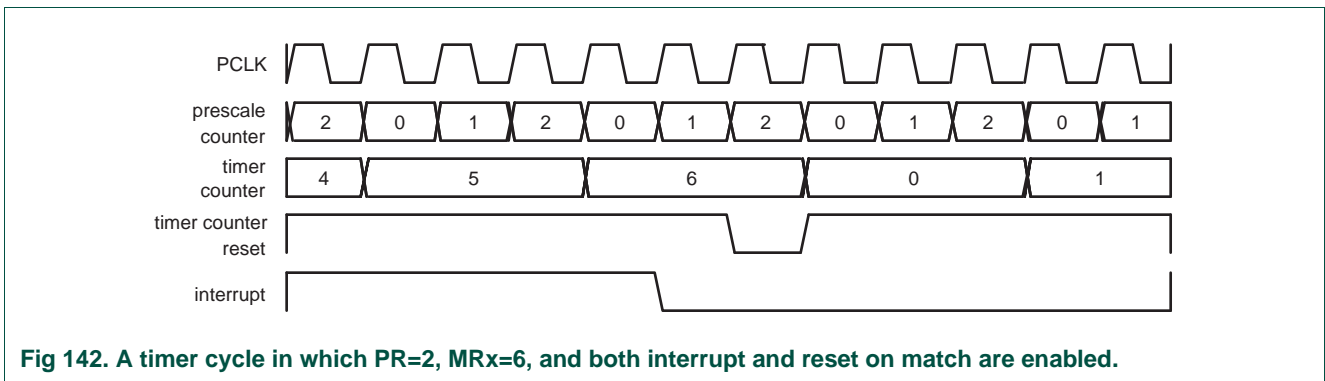 PCLK
prescale
counter
2 0 1 2 0 1 2 0 1 2 0 1
timer
counter
4 5 6 0 1
timer counter
reset
interrupt
Fig 142. A timer cycle in which PR=2, MRx=6, and both interrupt and reset on match are enabled.